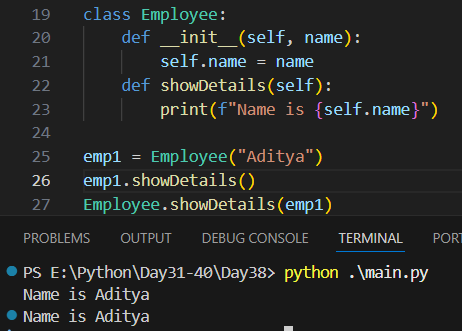 19 class Employee:
20     def __init__(self, name):
21         self.name = name
22     def showDetails(self):
23         print(f"Name is {self.name}")
24
25 emp1 = Employee("Aditya")
26 emp1.showDetails()
27 Employee.showDetails(emp1)
PROBLEMS OUTPUT DEBUG CONSOLE TERMINAL POR
PS E:\Python\Day31-40\Day38> python .\main.py
Name is Aditya
Name is Aditya